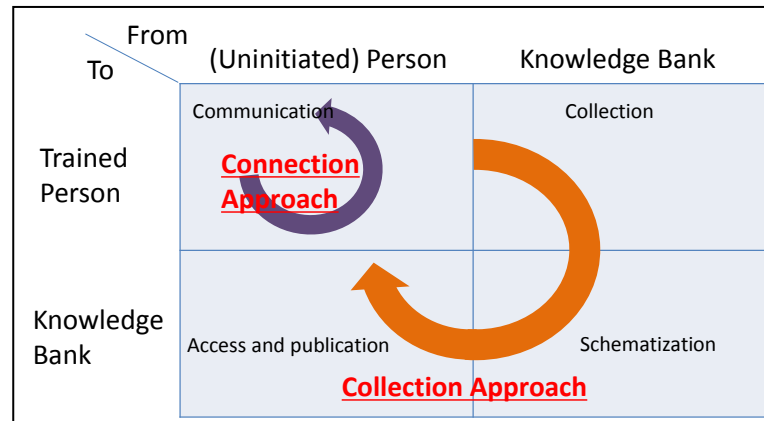 From
To
(Uninitiated) Person
Knowledge Bank
Trained
Person
Communication
Collection
Connection
Approach
Knowledge
Bank
Access and publication
Schematization
Collection Approach